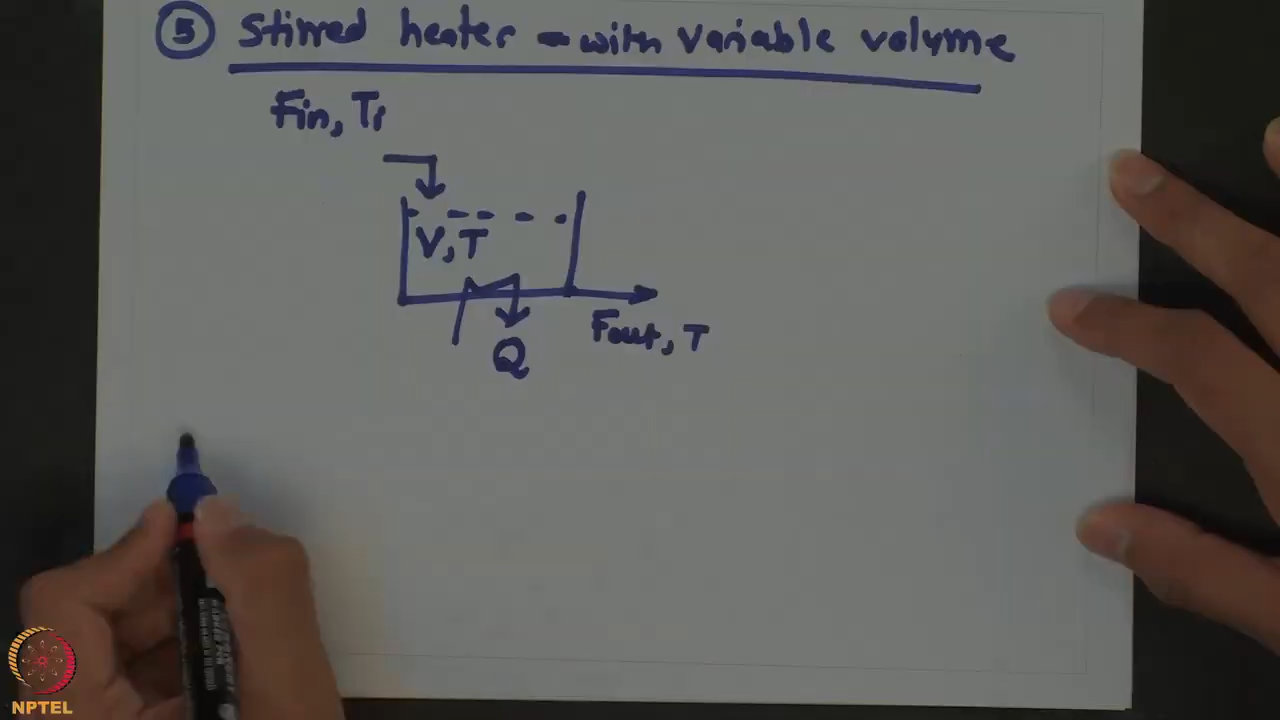 5 Stirred heater - with variable volume
Fin, Ti
V, T
Fout, T
Q
NPTEL